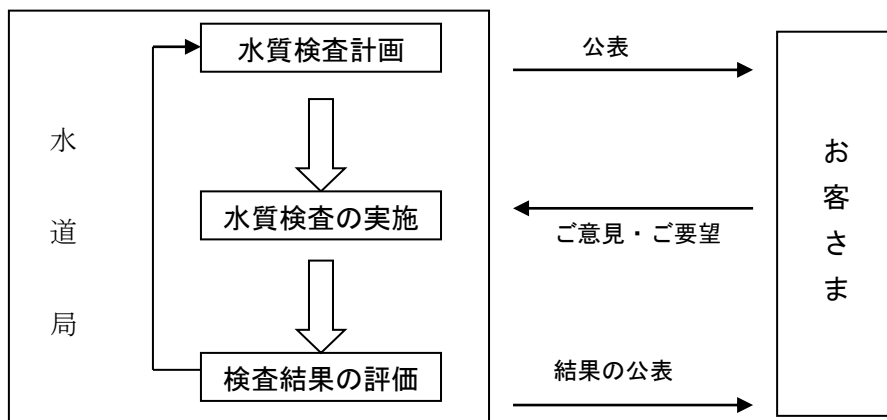 水質検査計画
公表
水道局
お客さま
水質検査の実施
ご意見・ご要望
検査結果の評価
結果の公表